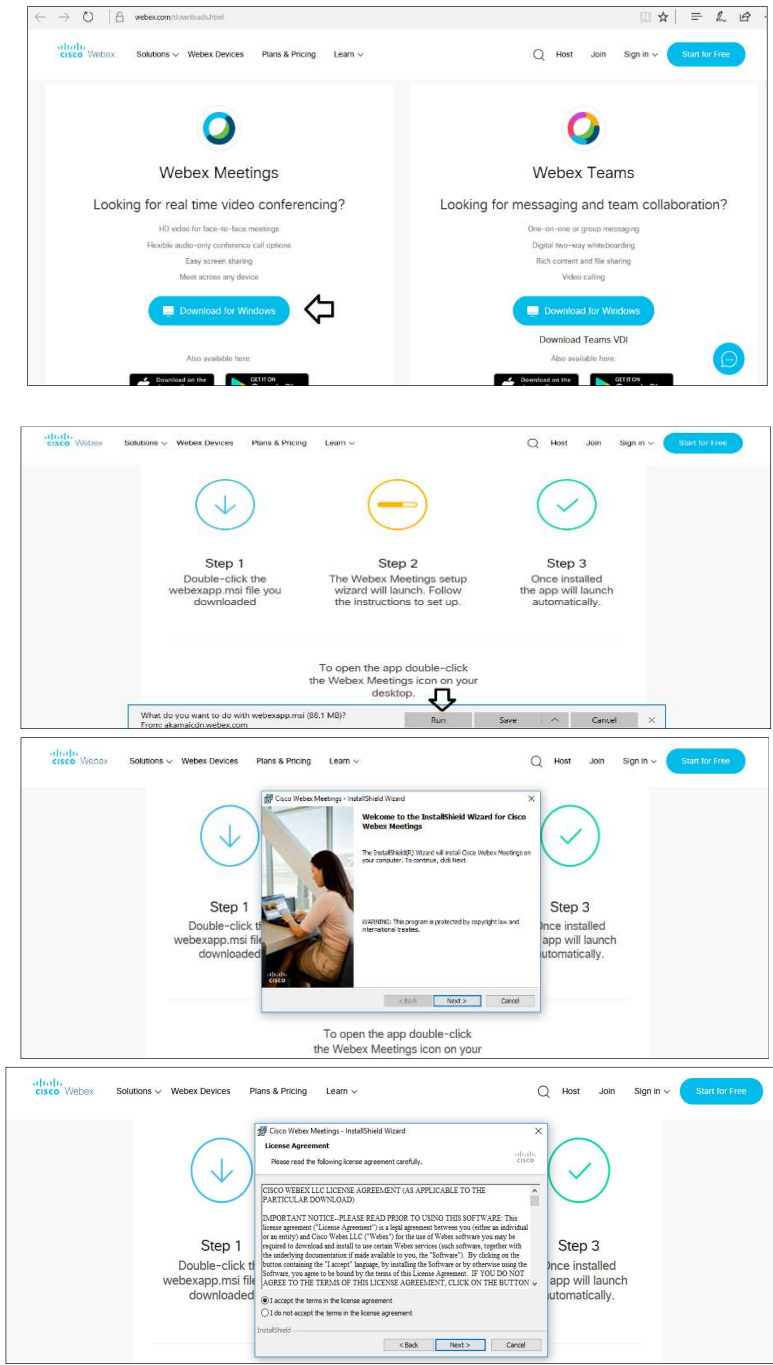 webex.com/downloads.html
cisco Webex Solutions Webex Devices Plans & Pricing Learn Host Join Sign in Start for Free
Webex Meetings
Looking for real time video conferencing?
HD video for face-to-face meetings
Flexible audio-only conference call options
Easy screen sharing
Meet across any device
Download for Windows
Also available here:
Download on the
GET IT ON
Webex Teams
Looking for messaging and team collaboration?
One-on-one or group messaging
Digital two-way whiteboarding
Rich content and file sharing
Video calling
Download for Windows
Download Teams VDI
Also available here:
Download on the
GET IT ON
cisco Webex Solutions Webex Devices Plans & Pricing Learn Host Join Sign in Start for Free
Step 1
Double-click the
webexapp.msi file you
downloaded
Step 2
The Webex Meetings setup
wizard will launch. Follow
the instructions to set up.
Step 3
Once installed
the app will launch
automatically.
To open the app double-click
the Webex Meetings icon on your
desktop.
What do you want to do with webexapp.msi (86.1 MB)?
From: akamaicdn.webex.com
Run Save Cancel
cisco Webex Solutions Webex Devices Plans & Pricing Learn Host Join Sign in Start for Free
Step 1
Double-click t
webexapp.msi file
downloaded
Cisco Webex Meetings - InstallShield Wizard
Welcome to the InstallShield Wizard for Cisco
Webex Meetings
The InstallShield(R) Wizard will install Cisco Webex Meetings on
your computer. To continue, click Next.
WARNING: This program is protected by copyright law and
international treaties.
cisco
< Back Next > Cancel
Step 3
Once installed
app will launch
utomatically.
To open the app double-click
the Webex Meetings icon on your
cisco Webex Solutions Webex Devices Plans & Pricing Learn Host Join Sign in Start for Free
Step 1
Double-click t
webexapp.msi file
downloaded
Cisco Webex Meetings - InstallShield Wizard
License Agreement
Please read the following license agreement carefully.
cisco
CISCO WEBEX LLC LICENSE AGREEMENT (AS APPLICABLE TO THE
PARTICULAR DOWNLOAD)
IMPORTANT NOTICE--PLEASE READ PRIOR TO USING THIS SOFTWARE: This
license agreement ("License Agreement") is a legal agreement between you (either an individual
or an entity) and Cisco Webex LLC ("Webex") for the use of Webex software you may be
required to download and install to use certain Webex services (such software, together with
the underlying documentation if made available to you, the "Software"). By clicking on the
button containing the "I accept" language, by installing the Software or by otherwise using the
Software, you agree to be bound by the terms of this License Agreement. IF YOU DO NOT
AGREE TO THE TERMS OF THIS LICENSE AGREEMENT, CLICK ON THE BUTTON
I accept the terms in the license agreement
I do not accept the terms in the license agreement
InstallShield
< Back Next > Cancel
Step 3
Once installed
app will launch
utomatically.